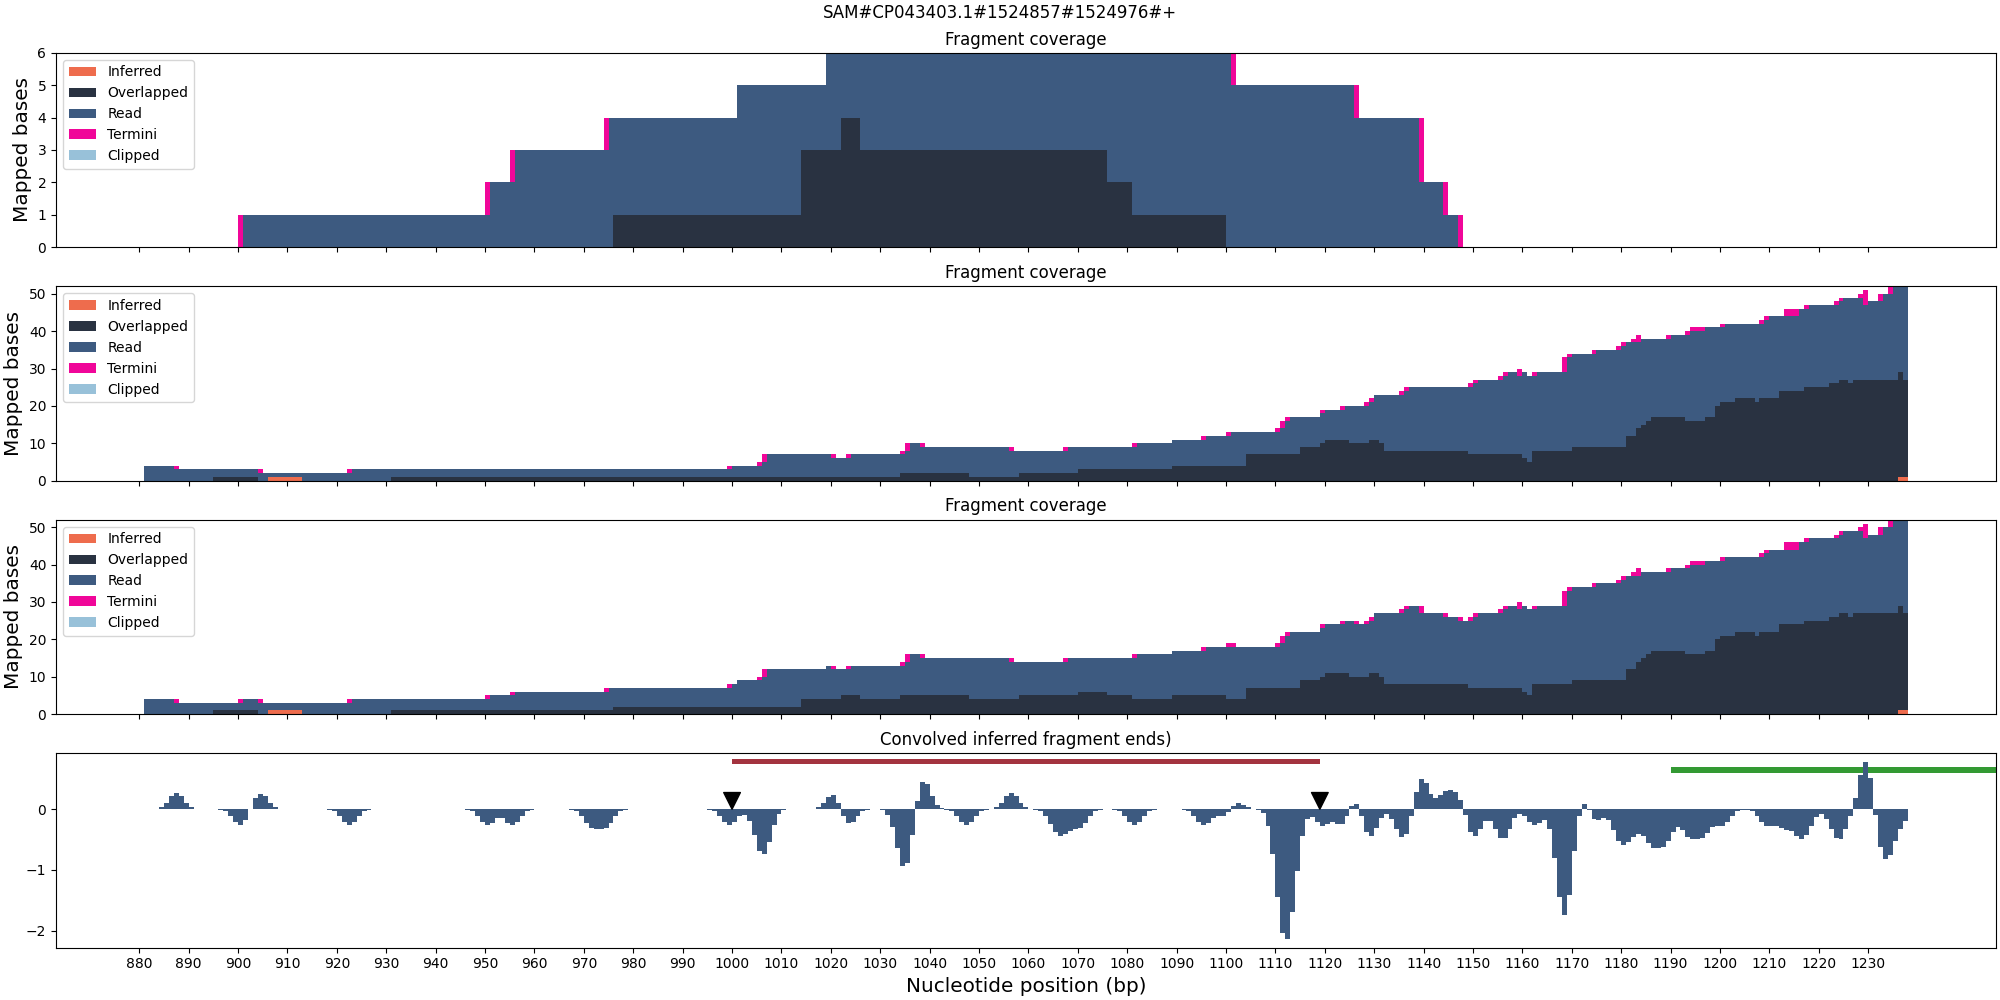 SAM#CP043403.1#1524857#1524976#+
Fragment coverage
Mapped bases
6
5
4
3
2
1
0
Inferred
Overlapped
Read
Termini
Clipped
Fragment coverage
Mapped bases
50
40
30
20
10
0
Inferred
Overlapped
Read
Termini
Clipped
Fragment coverage
Mapped bases
50
40
30
20
10
0
Inferred
Overlapped
Read
Termini
Clipped
Convolved inferred fragment ends)
0
−1
−2
880 890 900 910 920 930 940 950 960 970 980 990 1000 1010 1020 1030 1040 1050 1060 1070 1080 1090 1100 1110 1120 1130 1140 1150 1160 1170 1180 1190 1200 1210 1220 1230
Nucleotide position (bp)